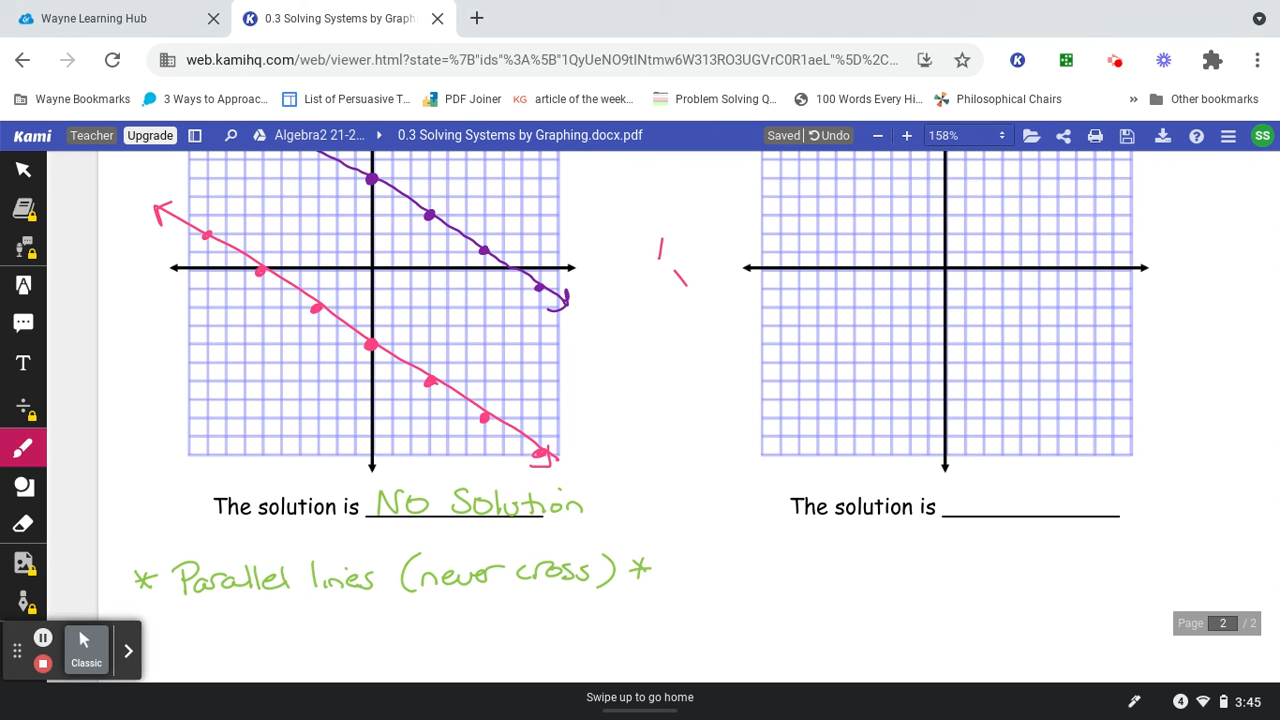 Wayne Learning Hub
0.3 Solving Systems by Graph
web.kamihq.com/web/viewer.html?state=%7B"ids"%3A%5B"1QyUeNO9tINtmw6W313RO3UGVrC0R1aeL"%5D%2C...
Wayne Bookmarks
3 Ways to Approac...
List of Persuasive T...
PDF Joiner
KG article of the week...
Problem Solving Q...
100 Words Every Hi...
Philosophical Chairs
»
Other bookmarks
Kami Teacher Upgrade
Algebra2 21-2...
0.3 Solving Systems by Graphing.docx.pdf
Saved Undo
158%
SS
The solution is No Solution
The solution is
* Parallel lines (never cross) *
Page 2 / 2
Classic
Swipe up to go home
4 3:45